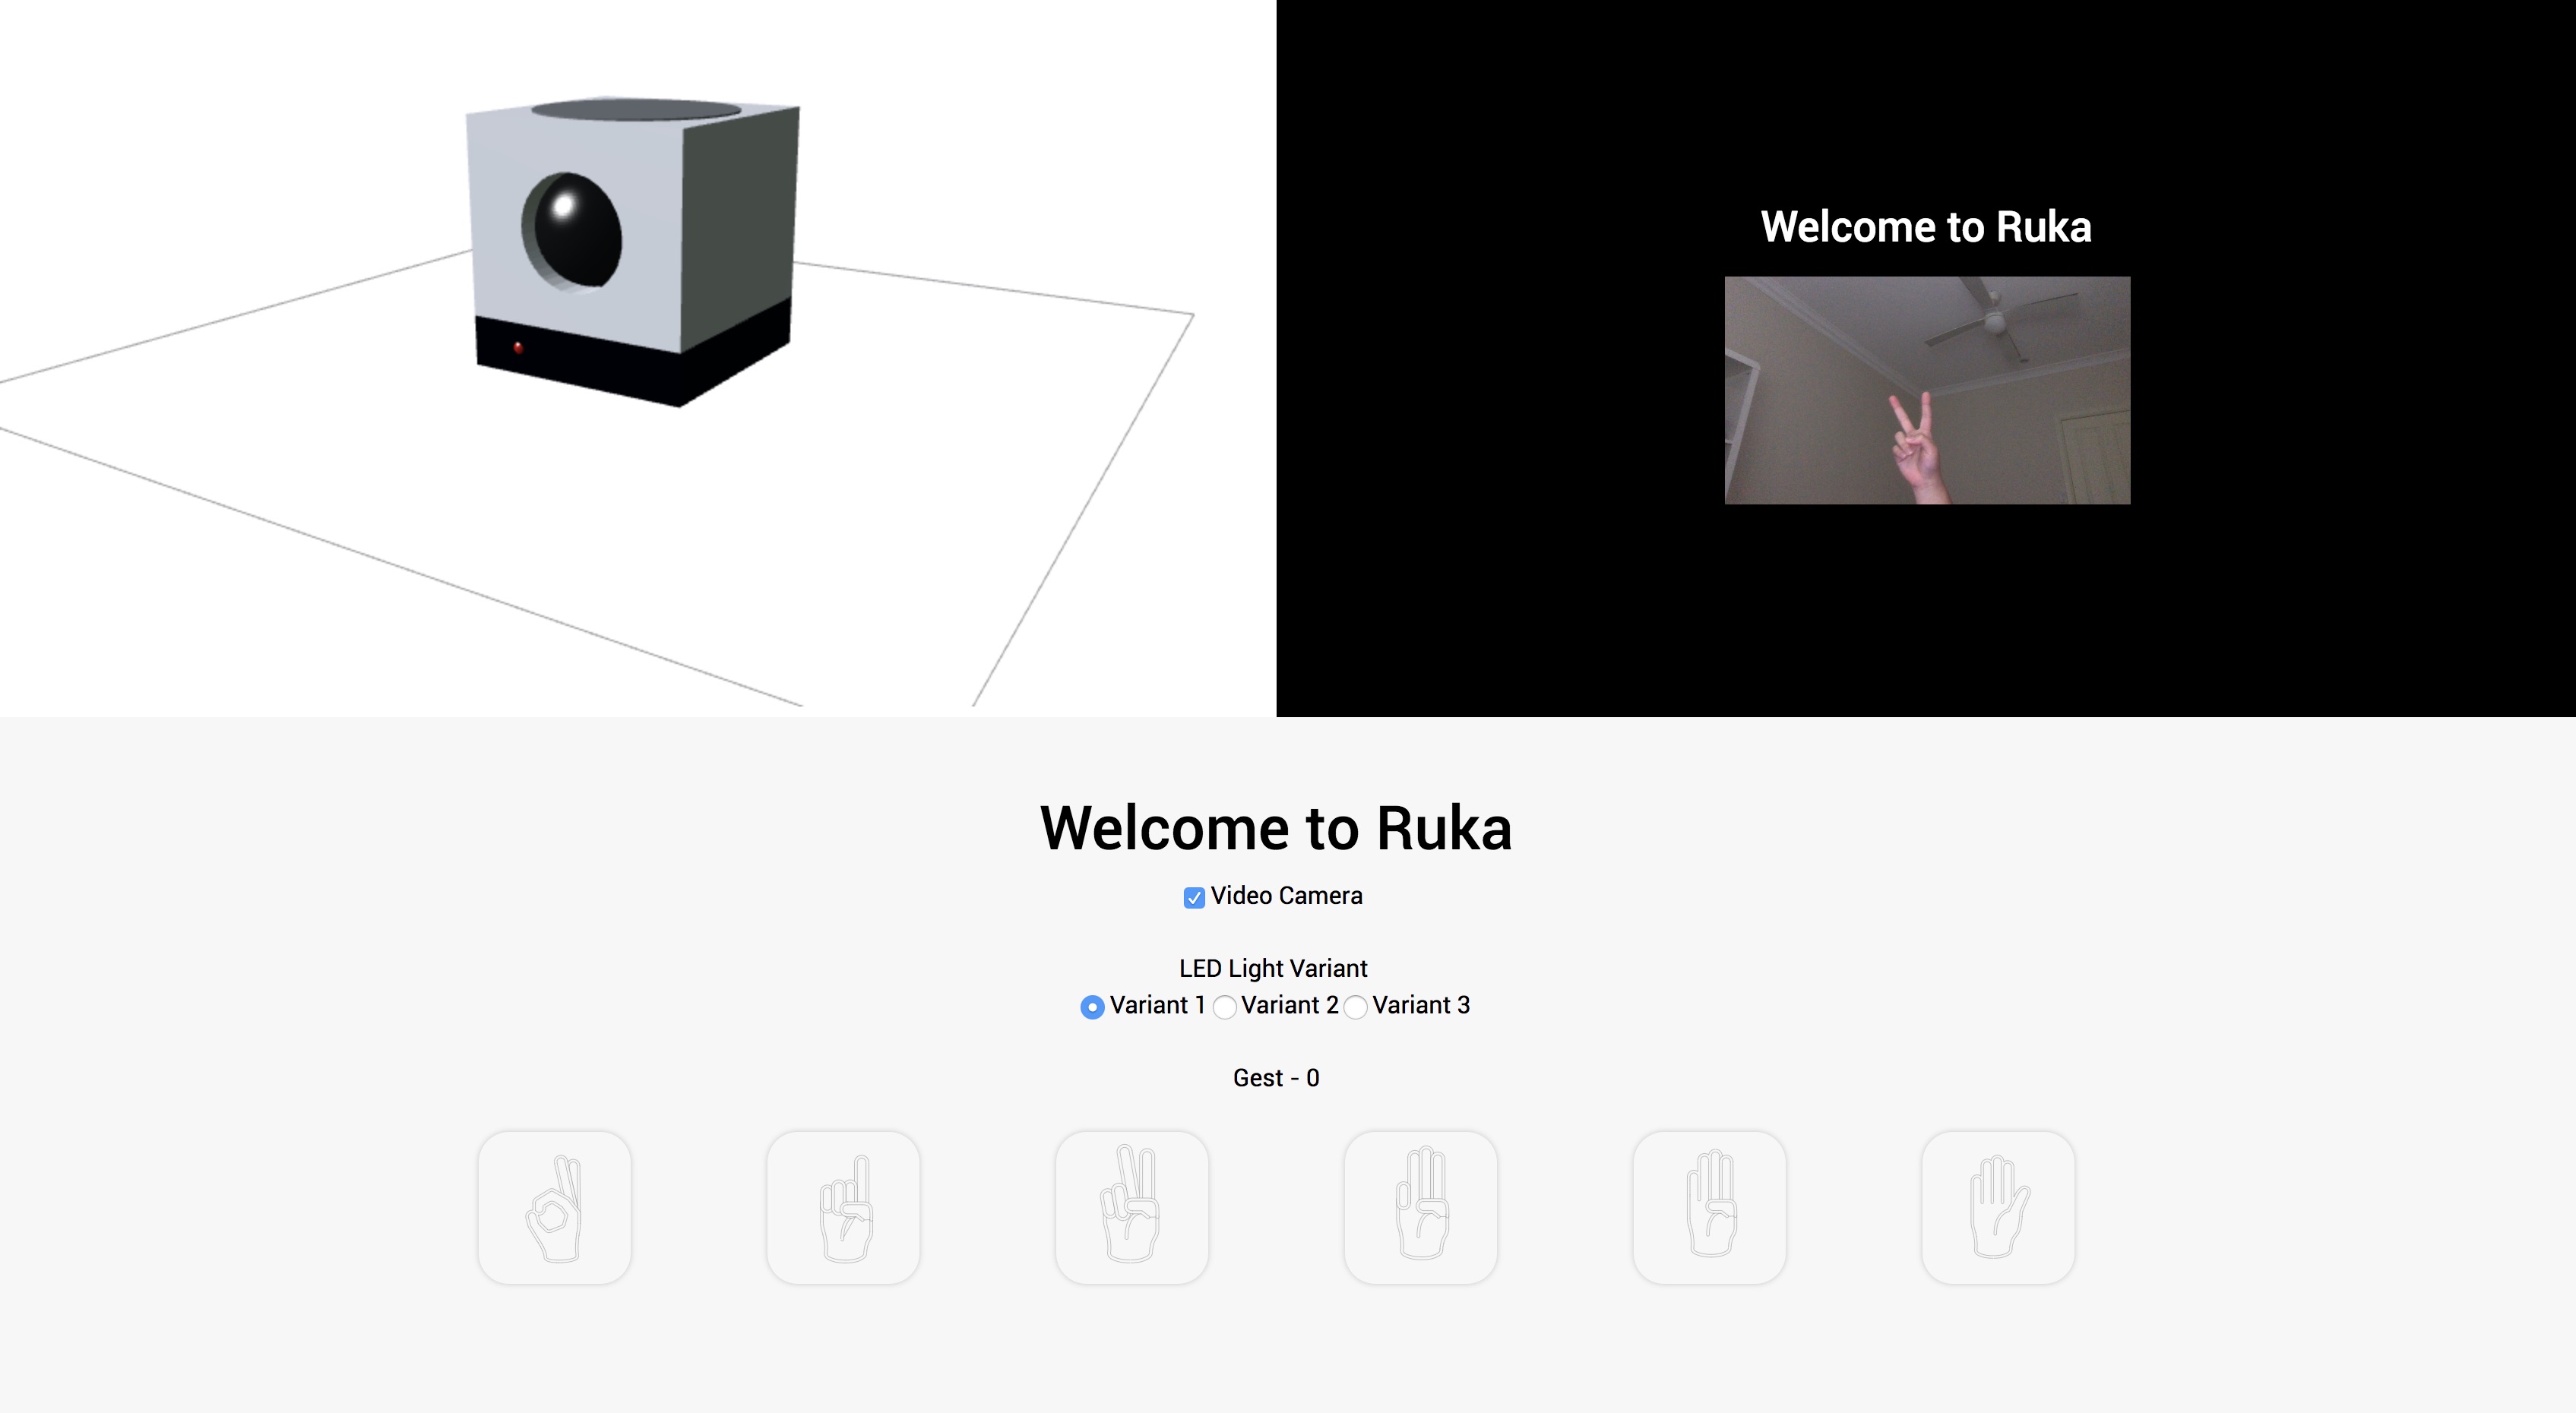 Welcome to Ruka
Welcome to Ruka
Video Camera
LED Light Variant
Variant 1 Variant 2 Variant 3
Gest - 0